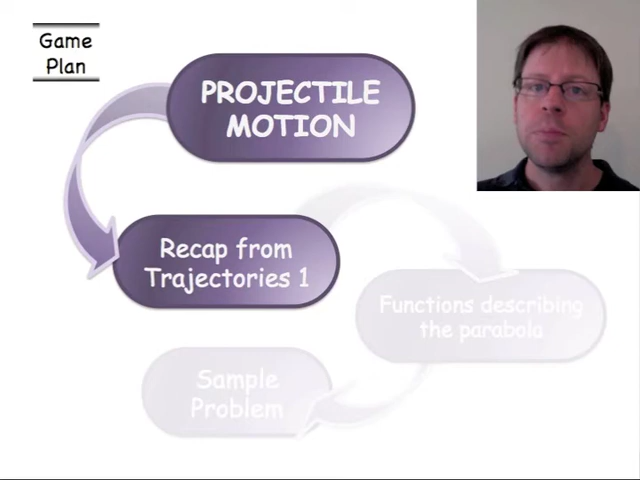 Game
Plan
PROJECTILE
MOTION
Recap from
Trajectories 1
Functions describing
the parabola
Sample
Problem